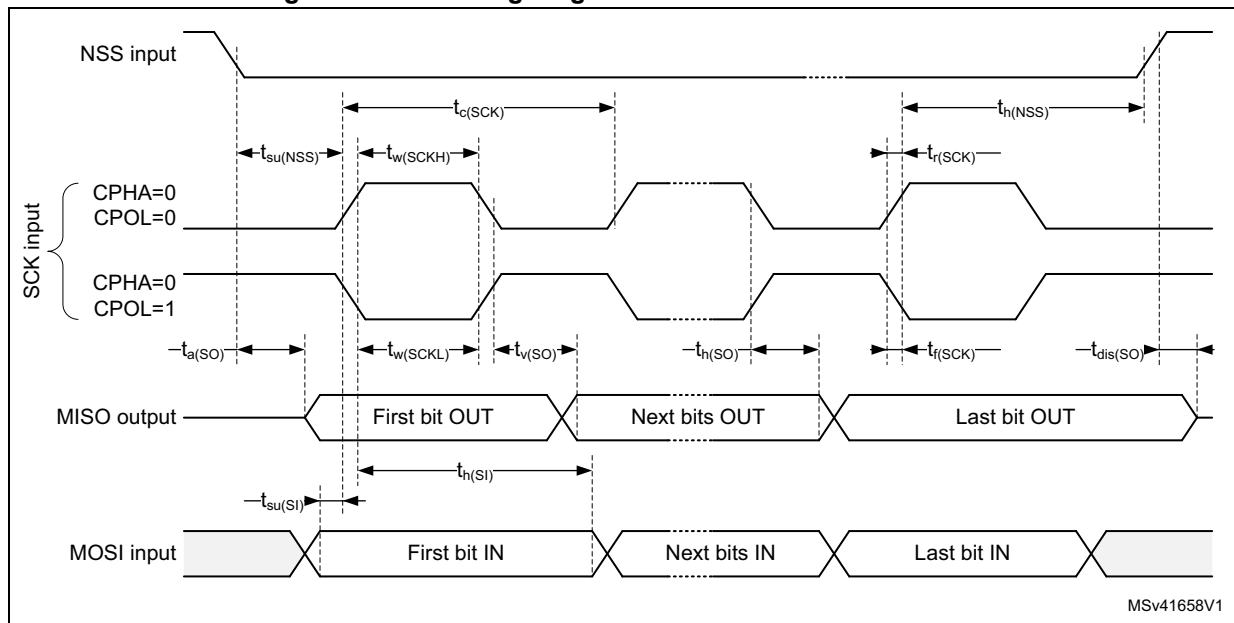 NSS input
tc(SCK)
th(NSS)
tsu(NSS)
tw(SCKH)
tr(SCK)
SCK input
CPHA=0
CPOL=0
CPHA=0
CPOL=1
ta(SO)
tw(SCKL)
tv(SO)
th(SO)
tf(SCK)
tdis(SO)
MISO output
First bit OUT
Next bits OUT
Last bit OUT
th(SI)
tsu(SI)
MOSI input
First bit IN
Next bits IN
Last bit IN
MSv41658V1